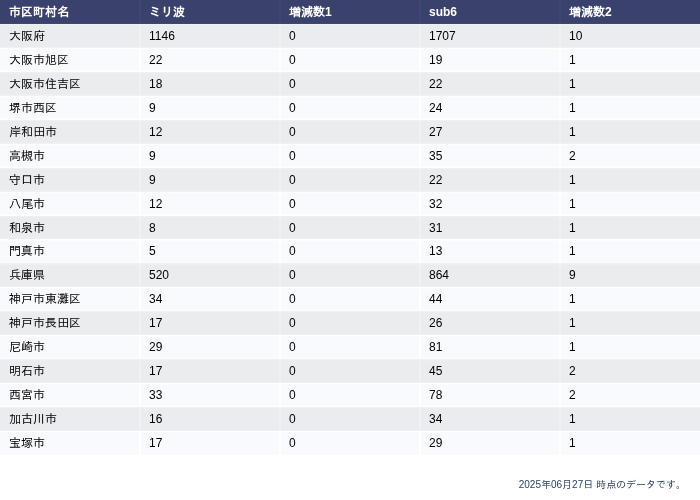 市区町村名 ミリ波 増減数1 sub6 増減数2
大阪府 1146 0 1707 10
大阪市旭区 22 0 19 1
大阪市住吉区 18 0 22 1
堺市西区 9 0 24 1
岸和田市 12 0 27 1
高槻市 9 0 35 2
守口市 9 0 22 1
八尾市 12 0 32 1
和泉市 8 0 31 1
門真市 5 0 13 1
兵庫県 520 0 864 9
神戸市東灘区 34 0 44 1
神戸市長田区 17 0 26 1
尼崎市 29 0 81 1
明石市 17 0 45 2
西宮市 33 0 78 2
加古川市 16 0 34 1
宝塚市 17 0 29 1
2025年06月27日 時点のデータです。